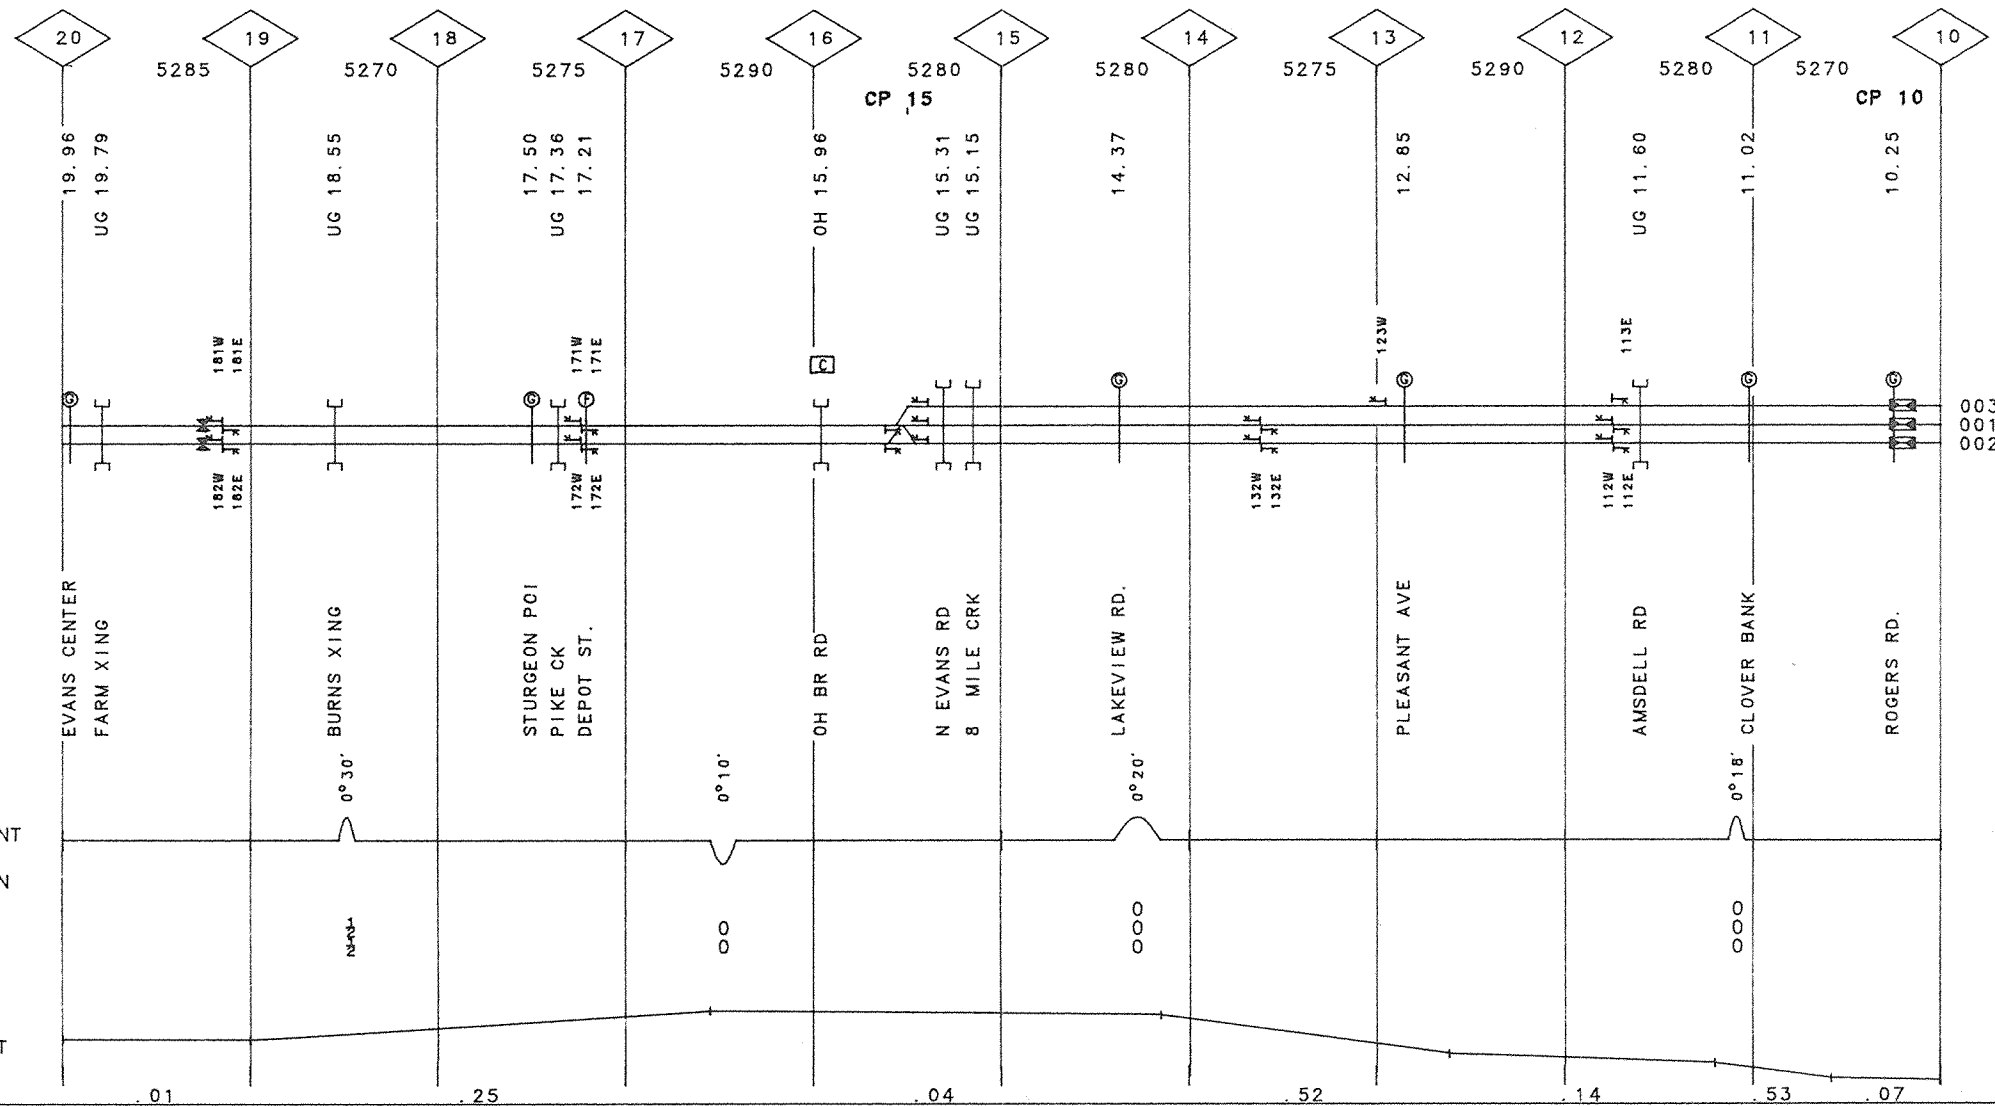 20 19 18 17 16 15 14 13 12 11 10
5285 5270 5275 5290 5280 5280 5275 5290 5280 5270
CP 15 CP 10
19.96
UG 19.79
UG 18.55
17.50
UG 17.36
17.21
OH 15.96
UG 15.31
UG 15.15
14.37
12.85
UG 11.60
11.02
10.25
181W
181E
171W
171E
123W
113E
C
G G F G G G G
003
001
002
182W
182E
172W
172E
132W
132E
112W
112E
EVANS CENTER
FARM XING
BURNS XING
STURGEON POI
PIKE CK
DEPOT ST.
OH BR RD
N EVANS RD
8 MILE CRK
LAKEVIEW RD.
PLEASANT AVE
AMSDELL RD
CLOVER BANK
ROGERS RD.
0°30'
0°10'
0°20'
0°18'
NT
N
0 0
0 0 0
0 0 0
T
.01 .25 .04 .52 .14 .53 .07